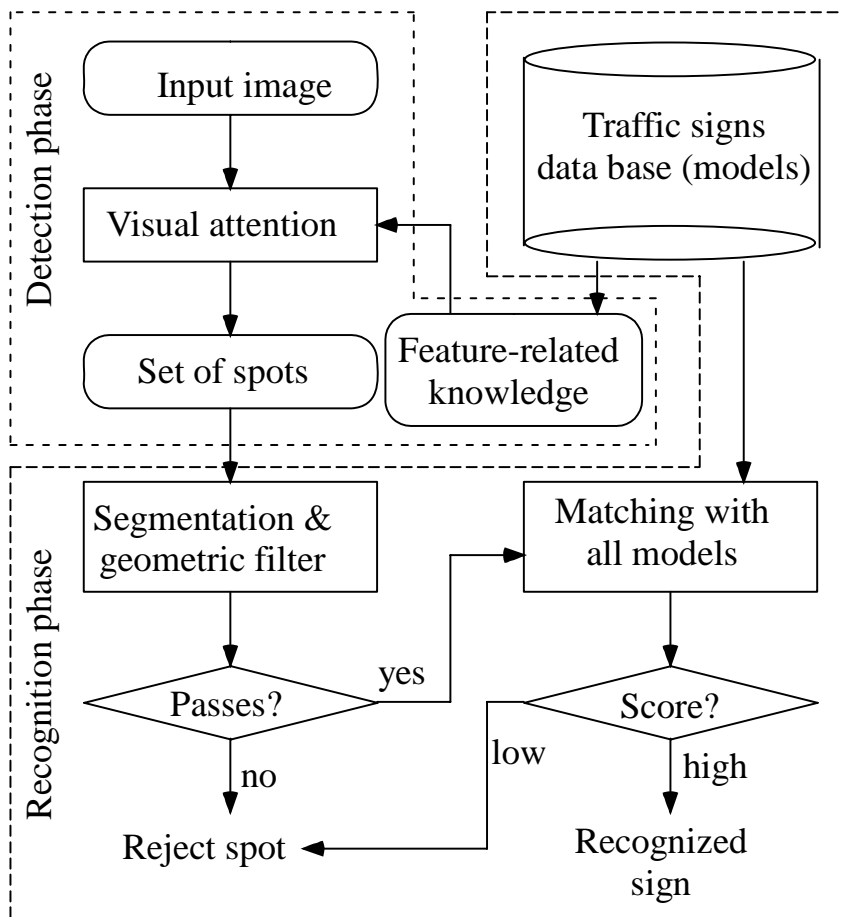 Detection phase
Input image
Visual attention
Set of spots
Feature-related
knowledge
Traffic signs
data base (models)
Recognition phase
Segmentation &
geometric filter
Passes?
yes
no
Reject spot
Matching with
all models
Score?
low
high
Recognized
sign